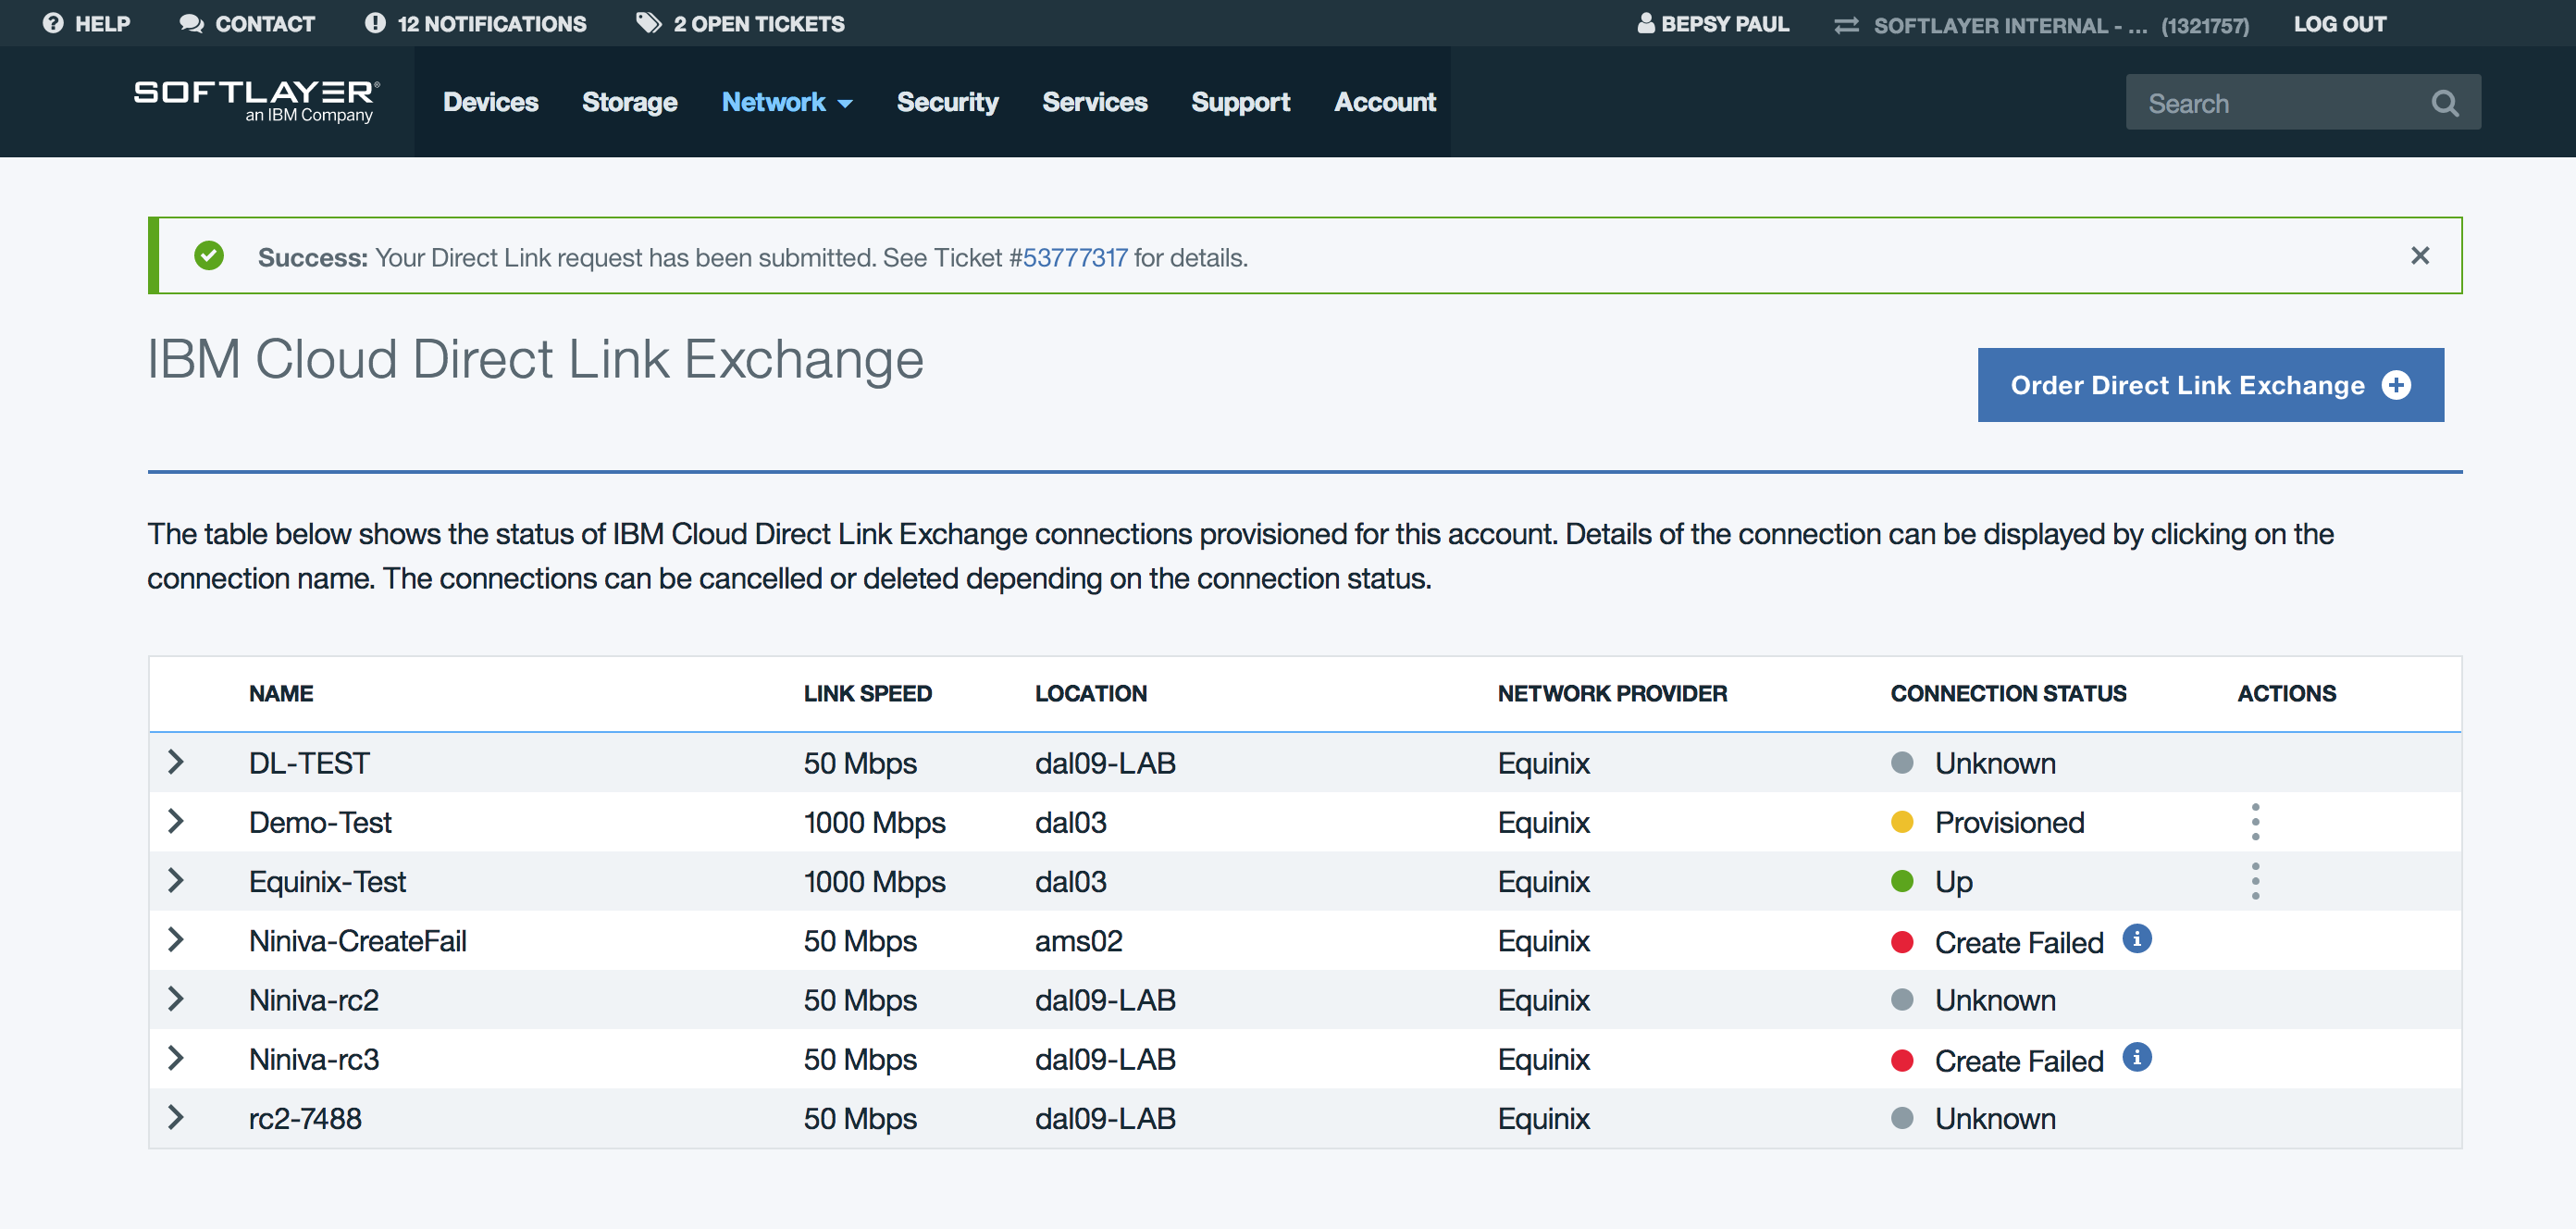 HELP CONTACT 12 NOTIFICATIONS 2 OPEN TICKETS BEPSY PAUL SOFTLAYER INTERNAL - ... (1321757) LOG OUT
SOFTLAYER®
an IBM Company
Devices Storage Network Security Services Support Account Search
Success: Your Direct Link request has been submitted. See Ticket #53777317 for details.
IBM Cloud Direct Link Exchange
Order Direct Link Exchange
The table below shows the status of IBM Cloud Direct Link Exchange connections provisioned for this account. Details of the connection can be displayed by clicking on the
connection name. The connections can be cancelled or deleted depending on the connection status.
NAME LINK SPEED LOCATION NETWORK PROVIDER CONNECTION STATUS ACTIONS
DL-TEST 50 Mbps dal09-LAB Equinix Unknown
Demo-Test 1000 Mbps dal03 Equinix Provisioned
Equinix-Test 1000 Mbps dal03 Equinix Up
Niniva-CreateFail 50 Mbps ams02 Equinix Create Failed
Niniva-rc2 50 Mbps dal09-LAB Equinix Unknown
Niniva-rc3 50 Mbps dal09-LAB Equinix Create Failed
rc2-7488 50 Mbps dal09-LAB Equinix Unknown